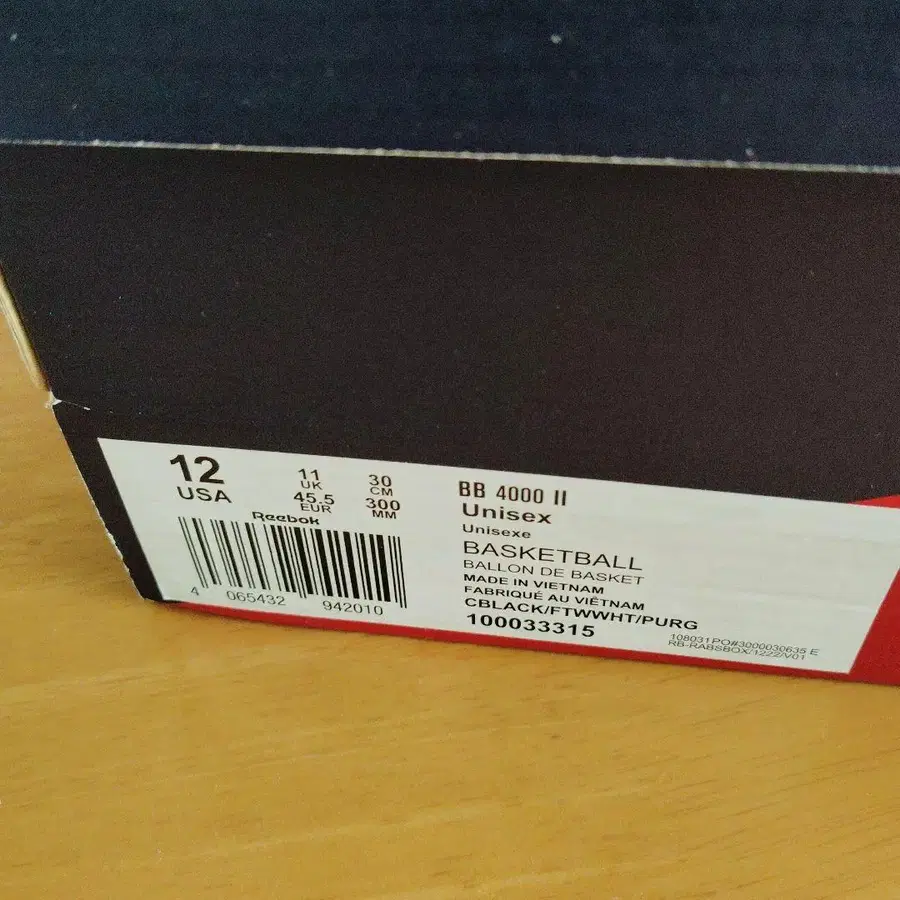 12
USA
11
UK
45.5
EUR
30
CM
300
MM
Reebok
4 065432 942010
BB 4000 II
Unisex
Unisexe
BASKETBALL
BALLON DE BASKET
MADE IN VIETNAM
FABRIQUÉ AU VIÊTNAM
CBLACK/FTWWHT/PURG
100033315
108031PO#3000030635 E
RB-RABSBOX/1222/V01